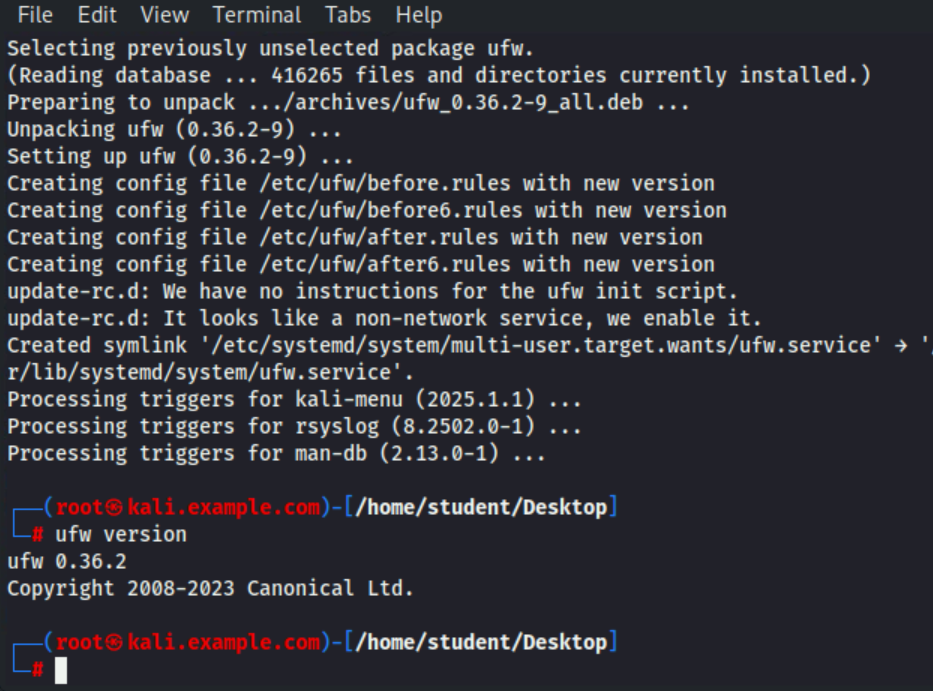 File Edit View Terminal Tabs Help
Selecting previously unselected package ufw.
(Reading database ... 416265 files and directories currently installed.)
Preparing to unpack .../archives/ufw_0.36.2-9_all.deb ...
Unpacking ufw (0.36.2-9) ...
Setting up ufw (0.36.2-9) ...
Creating config file /etc/ufw/before.rules with new version
Creating config file /etc/ufw/before6.rules with new version
Creating config file /etc/ufw/after.rules with new version
Creating config file /etc/ufw/after6.rules with new version
update-rc.d: We have no instructions for the ufw init script.
update-rc.d: It looks like a non-network service, we enable it.
Created symlink '/etc/systemd/system/multi-user.target.wants/ufw.service' → '/
r/lib/systemd/system/ufw.service'.
Processing triggers for kali-menu (2025.1.1) ...
Processing triggers for rsyslog (8.2502.0-1) ...
Processing triggers for man-db (2.13.0-1) ...
┌──(root㉿kali.example.com)-[/home/student/Desktop]
└─# ufw version
ufw 0.36.2
Copyright 2008-2023 Canonical Ltd.
┌──(root㉿kali.example.com)-[/home/student/Desktop]
└─#